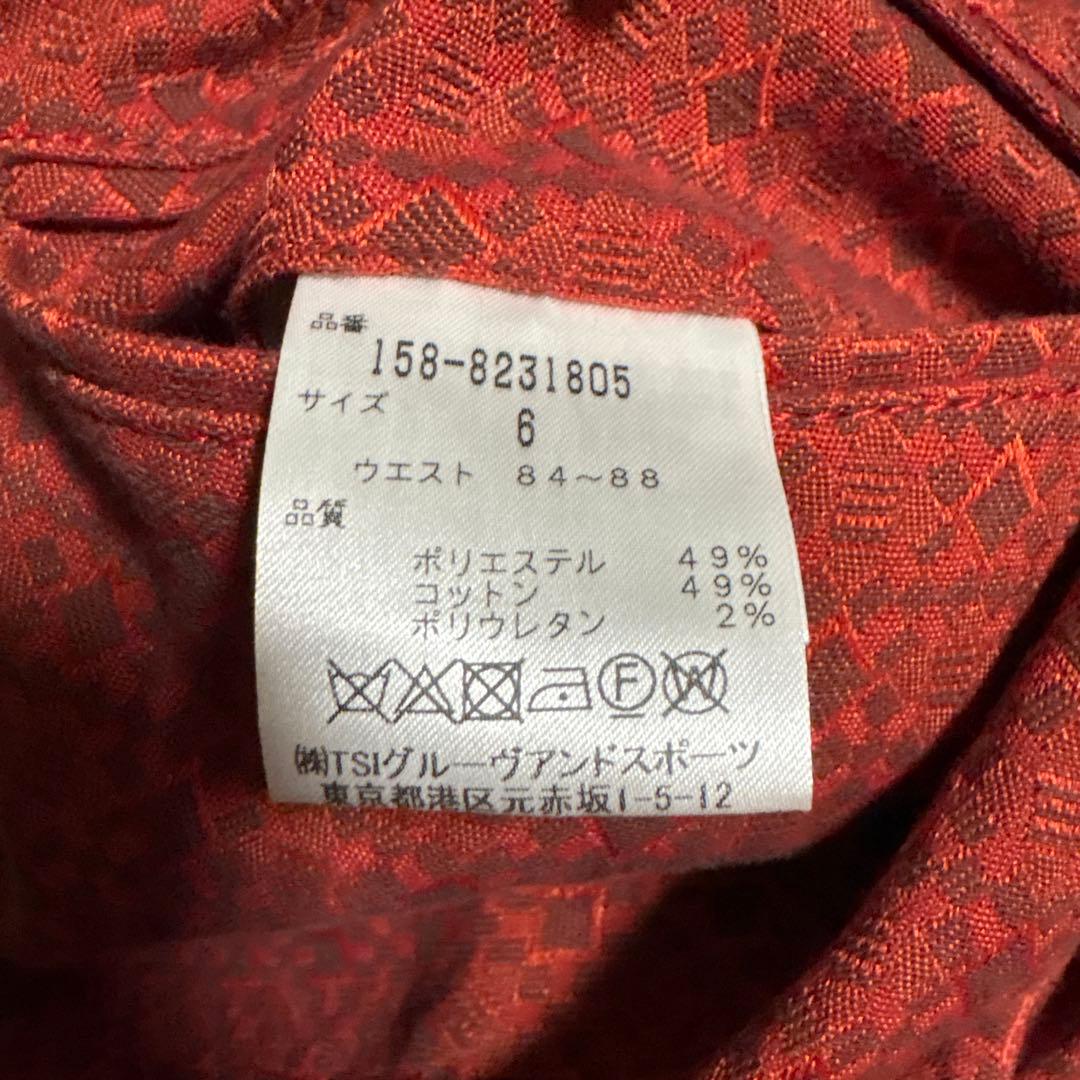 品番
158-8231805
サイズ
6
ウエスト 84～88
品質
ポリエステル 49%
コットン 49%
ポリウレタン 2%
F W
㈱TSIグルーヴアンドスポーツ
東京都港区元赤坂1-5-12